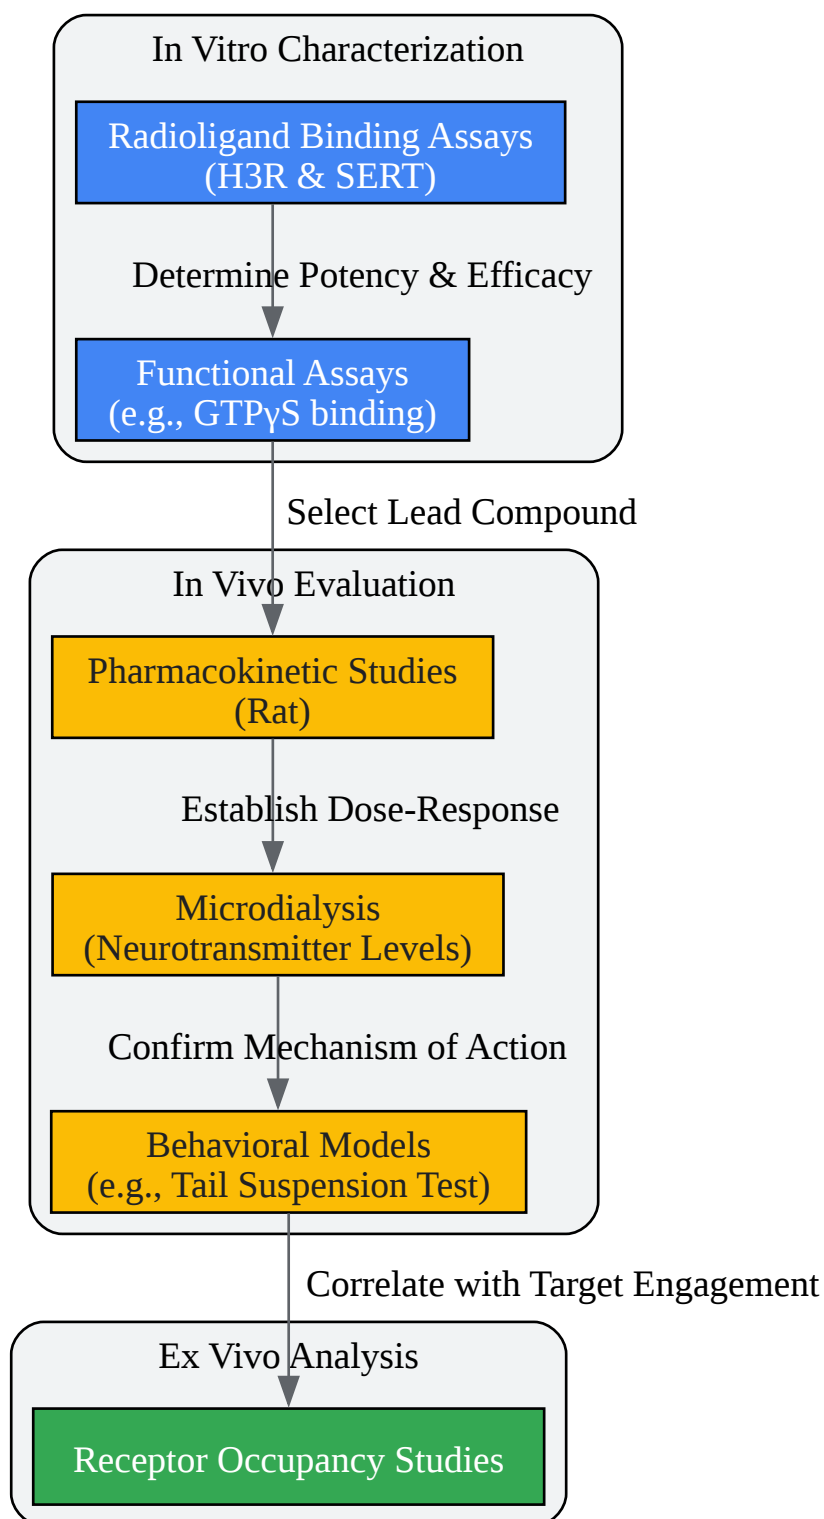 In Vitro Characterization
Radioligand Binding Assays
(H3R & SERT)
Determine Potency & Efficacy
Functional Assays
(e.g., GTPγS binding)
Select Lead Compound
In Vivo Evaluation
Pharmacokinetic Studies
(Rat)
Establish Dose-Response
Microdialysis
(Neurotransmitter Levels)
Confirm Mechanism of Action
Behavioral Models
(e.g., Tail Suspension Test)
Correlate with Target Engagement
Ex Vivo Analysis
Receptor Occupancy Studies